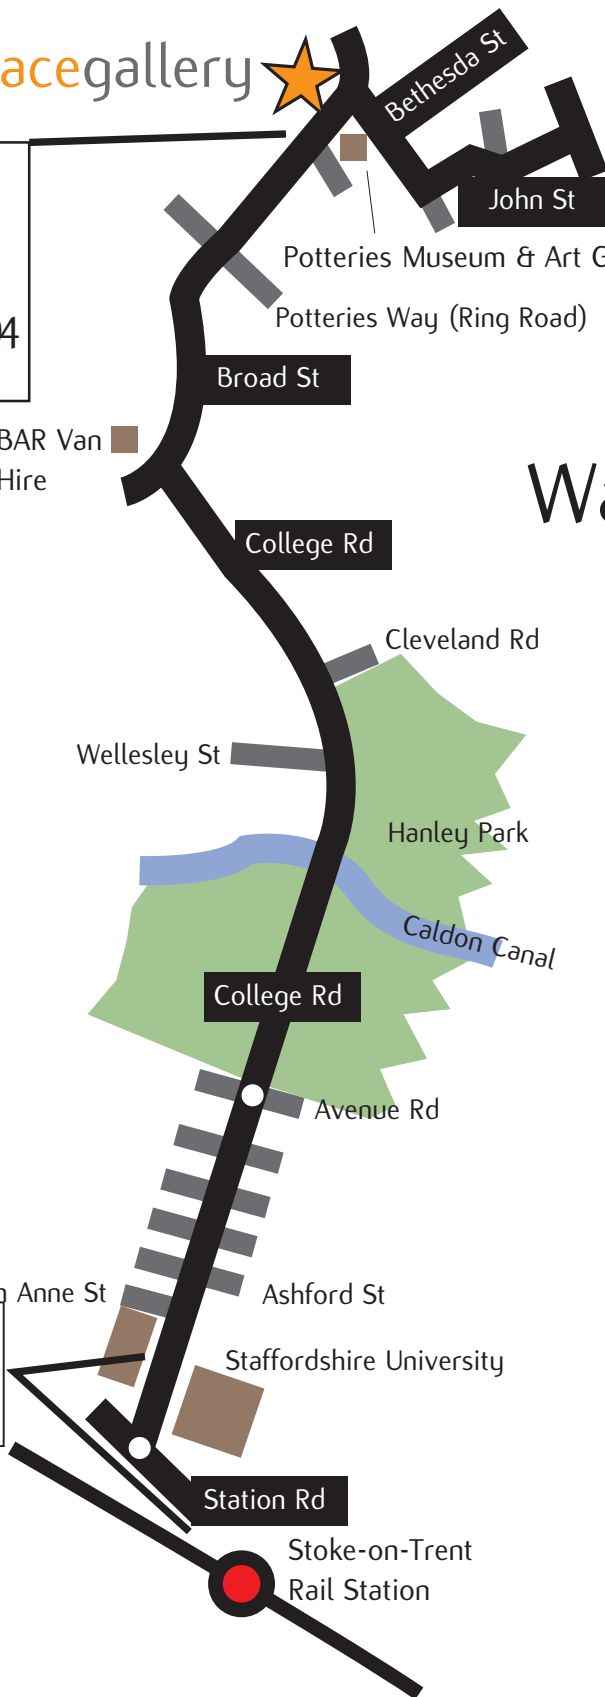 acegallery
Bethesda St
John St
Potteries Museum & Art G
Potteries Way (Ring Road)
4
Broad St
BAR Van
Hire
Wa
College Rd
Cleveland Rd
Wellesley St
Hanley Park
Caldon Canal
College Rd
Avenue Rd
Anne St
Ashford St
Staffordshire University
Station Rd
Stoke-on-Trent
Rail Station